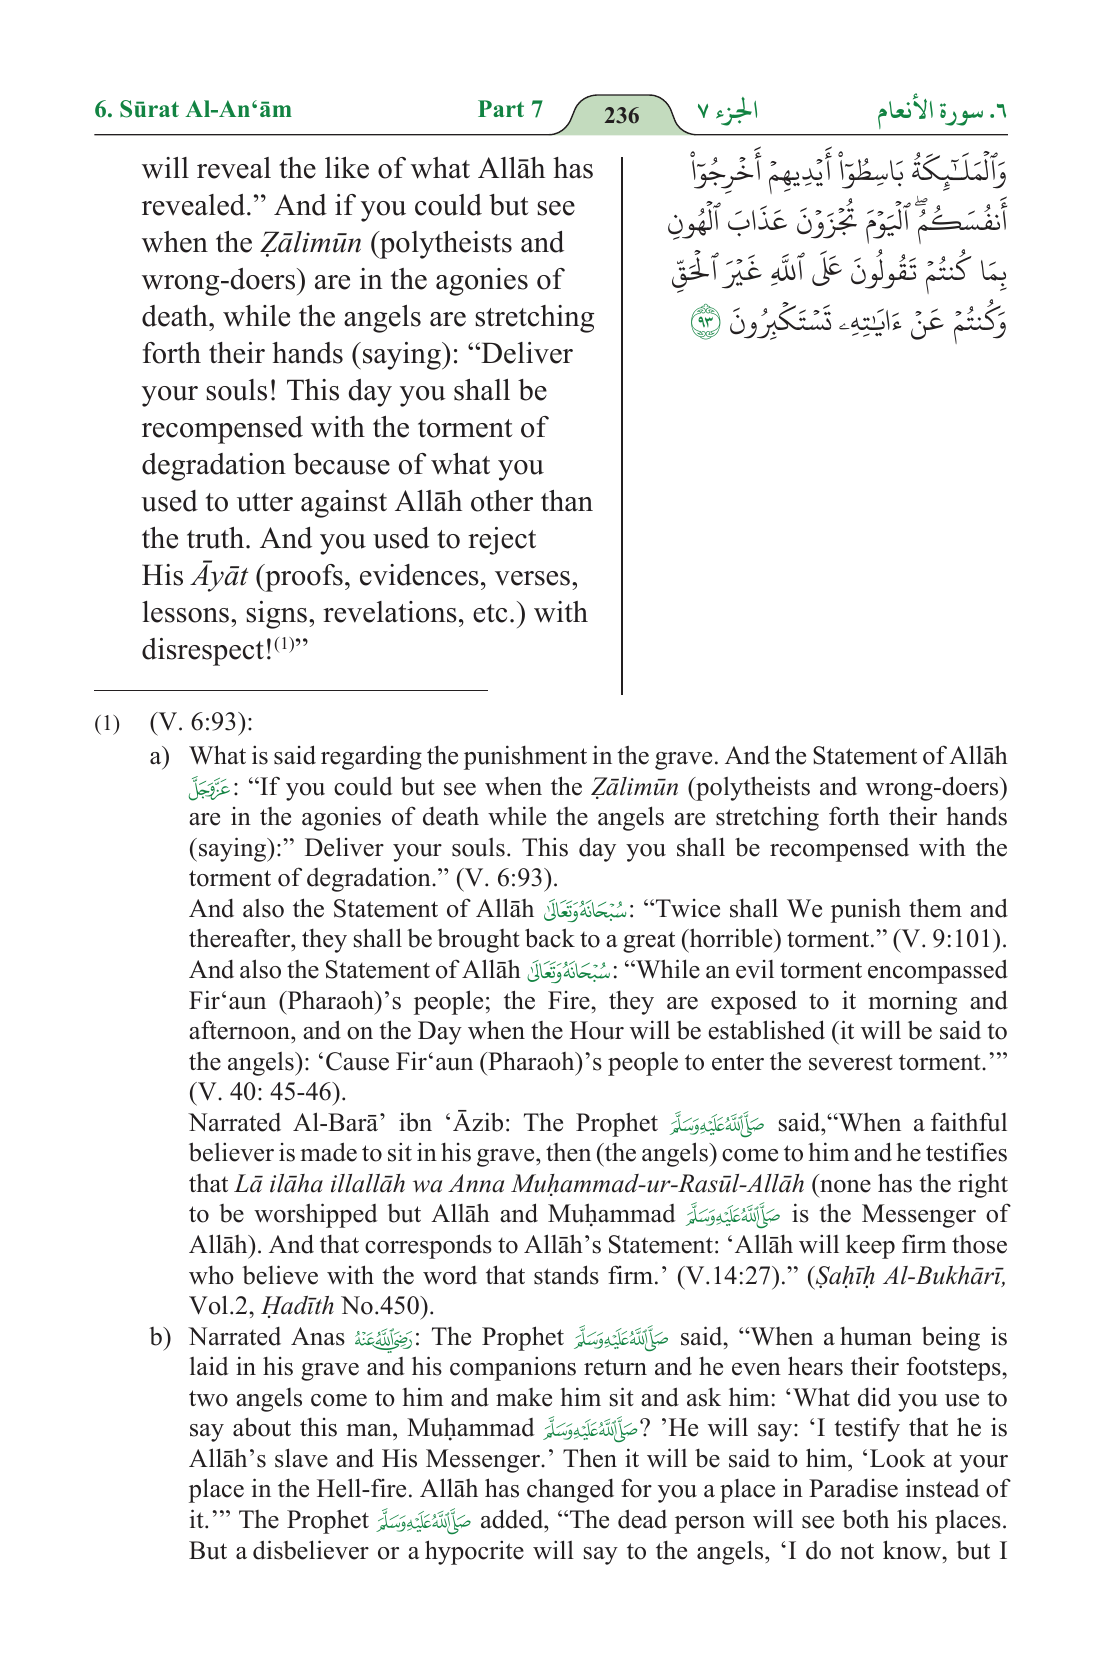 6. Sūrat Al-An‘ām Part 7 236 الجزء ٧ ٦. سورة الأنعام
will reveal the like of what Allāh has
revealed.” And if you could but see
when the Ẓālimūn (polytheists and
wrong-doers) are in the agonies of
death, while the angels are stretching
forth their hands (saying): “Deliver
your souls! This day you shall be
recompensed with the torment of
degradation because of what you
used to utter against Allāh other than
the truth. And you used to reject
His Āyāt (proofs, evidences, verses,
lessons, signs, revelations, etc.) with
disrespect!(1)”
وَٱلْمَلَـٰٓئِكَةُ بَاسِطُوٓا۟ أَيْدِيهِمْ أَخْرِجُوٓا۟
أَنفُسَكُمُ ۖ ٱلْيَوْمَ تُجْزَوْنَ عَذَابَ ٱلْهُونِ
بِمَا كُنتُمْ تَقُولُونَ عَلَى ٱللَّهِ غَيْرَ ٱلْحَقِّ
وَكُنتُمْ عَنْ ءَايَـٰتِهِۦ تَسْتَكْبِرُونَ ٩٣
(1) (V. 6:93):
a) What is said regarding the punishment in the grave. And the Statement of Allāh
عَزَّوَجَلَّ: “If you could but see when the Ẓālimūn (polytheists and wrong-doers)
are in the agonies of death while the angels are stretching forth their hands
(saying):” Deliver your souls. This day you shall be recompensed with the
torment of degradation.” (V. 6:93).
And also the Statement of Allāh سُبْحَانَهُ وَتَعَالَىٰ: “Twice shall We punish them and
thereafter, they shall be brought back to a great (horrible) torment.” (V. 9:101).
And also the Statement of Allāh سُبْحَانَهُ وَتَعَالَىٰ: “While an evil torment encompassed
Fir‘aun (Pharaoh)’s people; the Fire, they are exposed to it morning and
afternoon, and on the Day when the Hour will be established (it will be said to
the angels): ‘Cause Fir‘aun (Pharaoh)’s people to enter the severest torment.’”
(V. 40: 45-46).
Narrated Al-Barā’ ibn ‘Āzib: The Prophet صَلَّى ٱللَّهُ عَلَيْهِ وَسَلَّمَ said,“When a faithful
believer is made to sit in his grave, then (the angels) come to him and he testifies
that Lā ilāha illallāh wa Anna Muḥammad-ur-Rasūl-Allāh (none has the right
to be worshipped but Allāh and Muḥammad صَلَّى ٱللَّهُ عَلَيْهِ وَسَلَّمَ is the Messenger of
Allāh). And that corresponds to Allāh’s Statement: ‘Allāh will keep firm those
who believe with the word that stands firm.’ (V.14:27).” (Ṣaḥīḥ Al-Bukhārī,
Vol.2, Ḥadīth No.450).
b) Narrated Anas رَضِيَ ٱللَّهُ عَنْهُ: The Prophet صَلَّى ٱللَّهُ عَلَيْهِ وَسَلَّمَ said, “When a human being is
laid in his grave and his companions return and he even hears their footsteps,
two angels come to him and make him sit and ask him: ‘What did you use to
say about this man, Muḥammad صَلَّى ٱللَّهُ عَلَيْهِ وَسَلَّمَ? ’He will say: ‘I testify that he is
Allāh’s slave and His Messenger.’ Then it will be said to him, ‘Look at your
place in the Hell-fire. Allāh has changed for you a place in Paradise instead of
it.’” The Prophet صَلَّى ٱللَّهُ عَلَيْهِ وَسَلَّمَ added, “The dead person will see both his places.
But a disbeliever or a hypocrite will say to the angels, ‘I do not know, but I